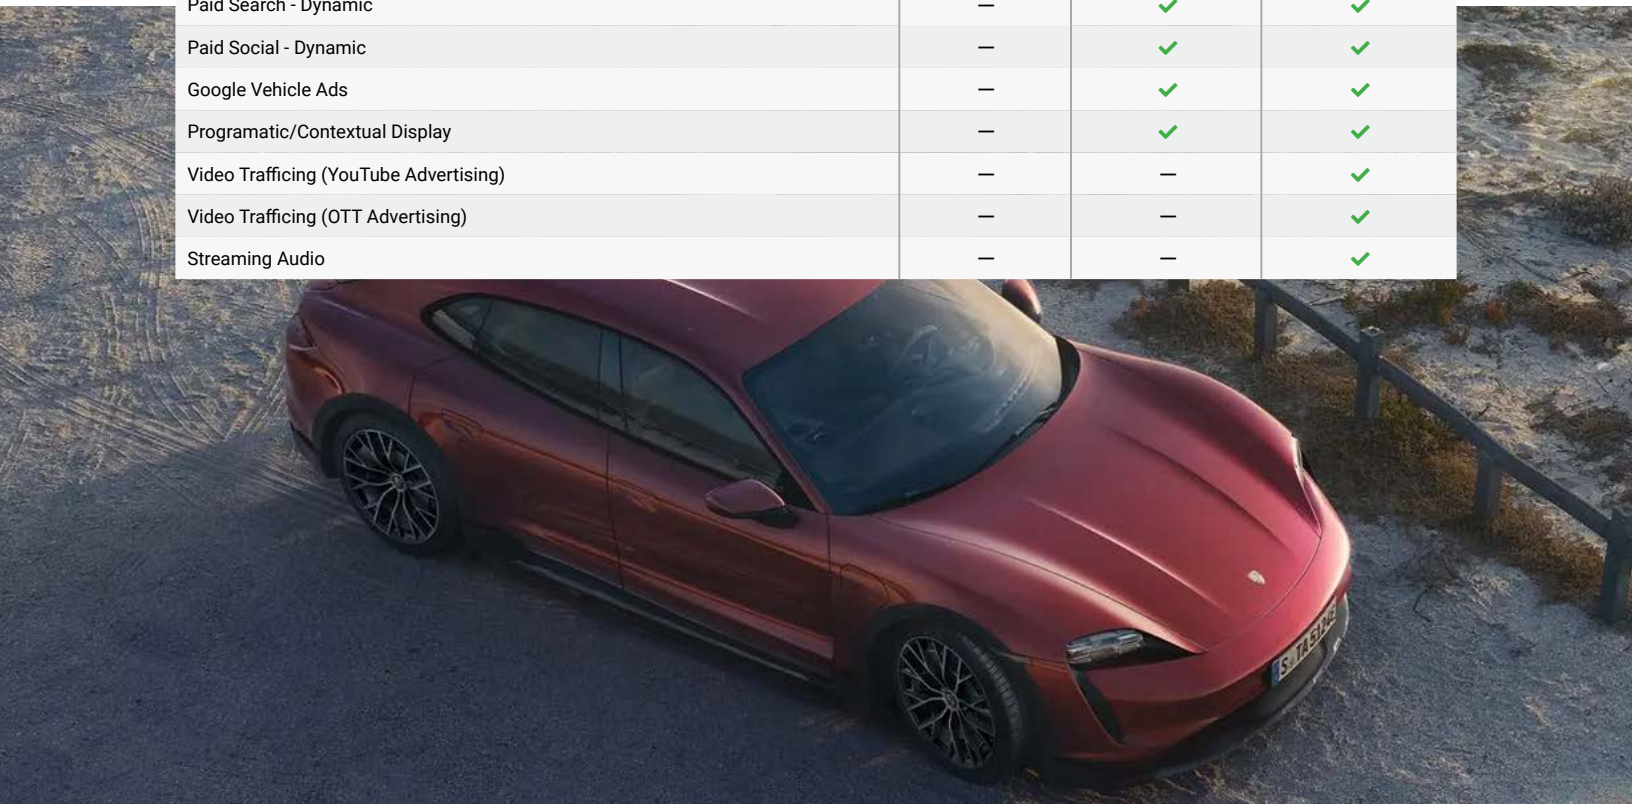 Paid Search - Dynamic — ✓ ✓
Paid Social - Dynamic — ✓ ✓
Google Vehicle Ads — ✓ ✓
Programatic/Contextual Display — ✓ ✓
Video Trafficing (YouTube Advertising) — — ✓
Video Trafficing (OTT Advertising) — — ✓
Streaming Audio — — ✓